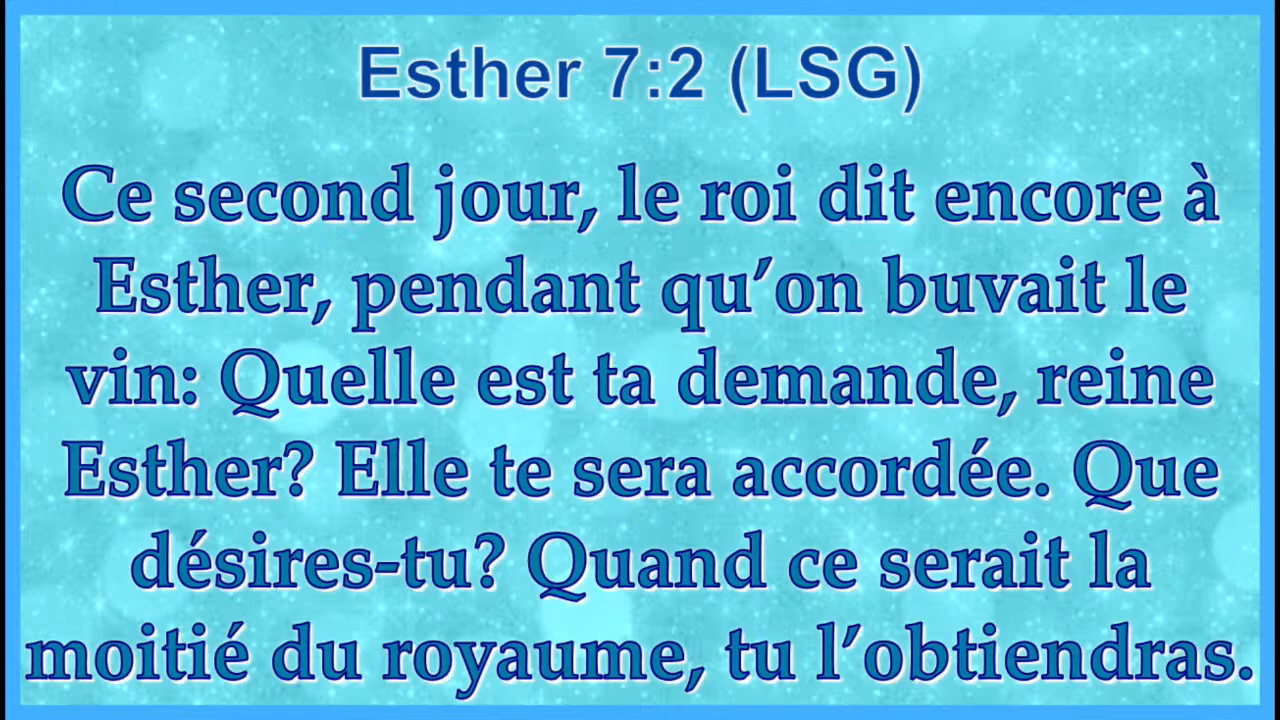 Esther 7:2 (LSG)
Ce second jour, le roi dit encore à
Esther, pendant qu’on buvait le
vin: Quelle est ta demande, reine
Esther? Elle te sera accordée. Que
désires-tu? Quand ce serait la
moitié du royaume, tu l’obtiendras.